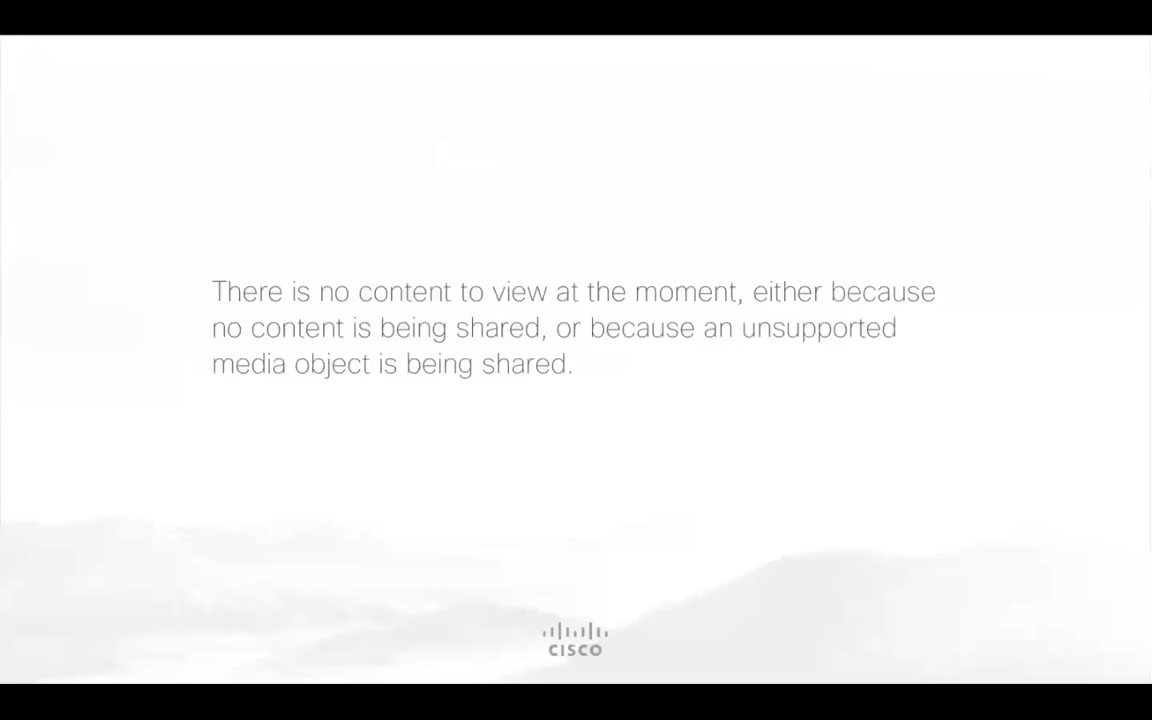 There is no content to view at the moment, either because
no content is being shared, or because an unsupported
media object is being shared.
CISCO